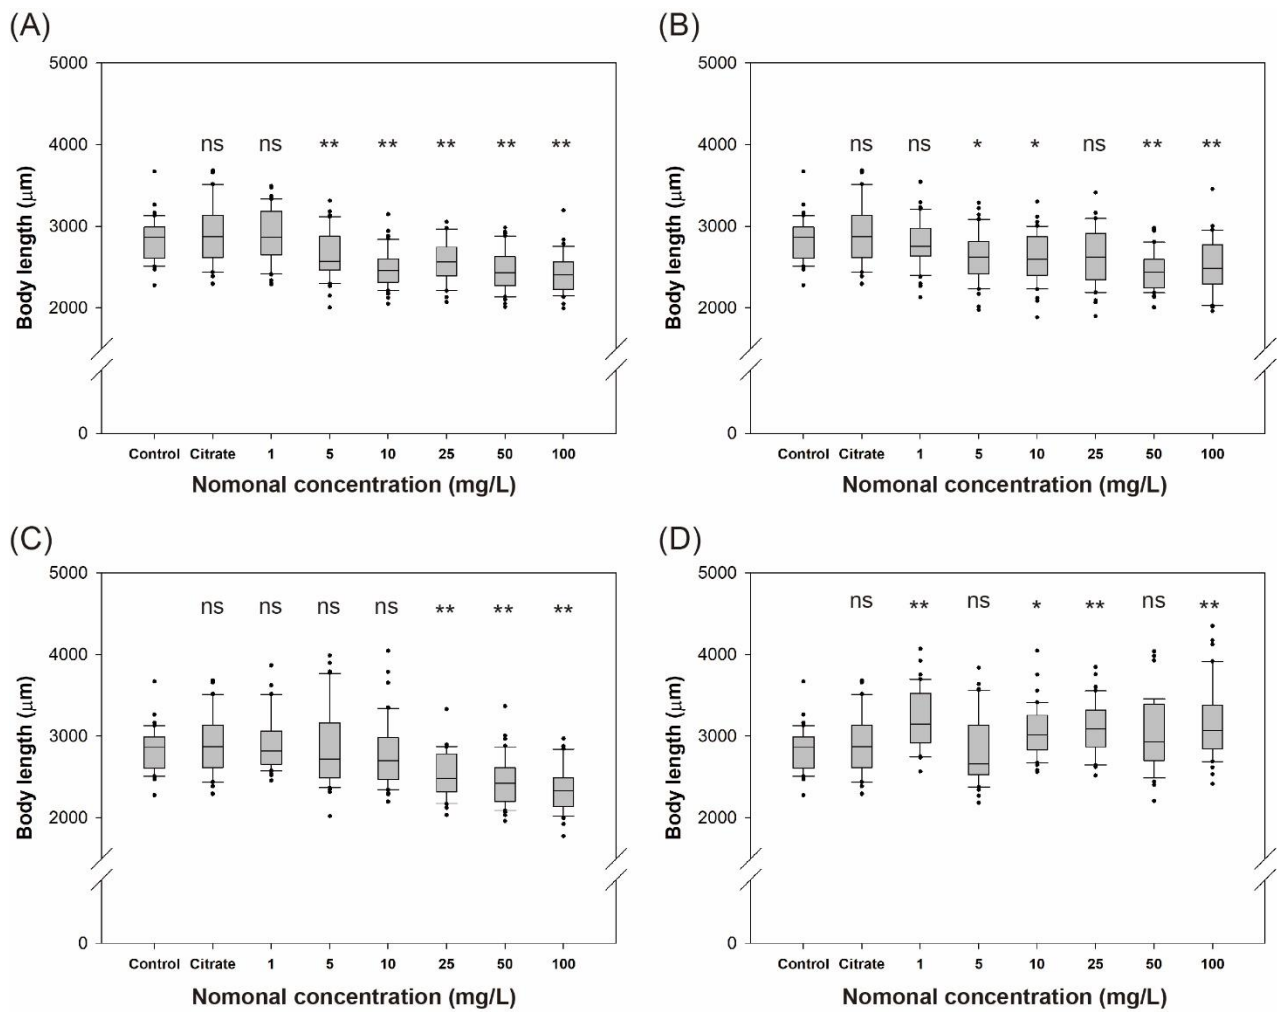 (A)
5000
4000
3000
2000
0
Body length (μm)
ns ns ** ** ** ** **
Control Citrate 1 5 10 25 50 100
Nomonal concentration (mg/L)
(B)
5000
4000
3000
2000
0
Body length (μm)
ns ns * * ns ** **
Control Citrate 1 5 10 25 50 100
Nomonal concentration (mg/L)
(C)
5000
4000
3000
2000
0
Body length (μm)
ns ns ns ns ** ** **
Control Citrate 1 5 10 25 50 100
Nomonal concentration (mg/L)
(D)
5000
4000
3000
2000
0
Body length (μm)
ns ** ns * ** ns **
Control Citrate 1 5 10 25 50 100
Nomonal concentration (mg/L)